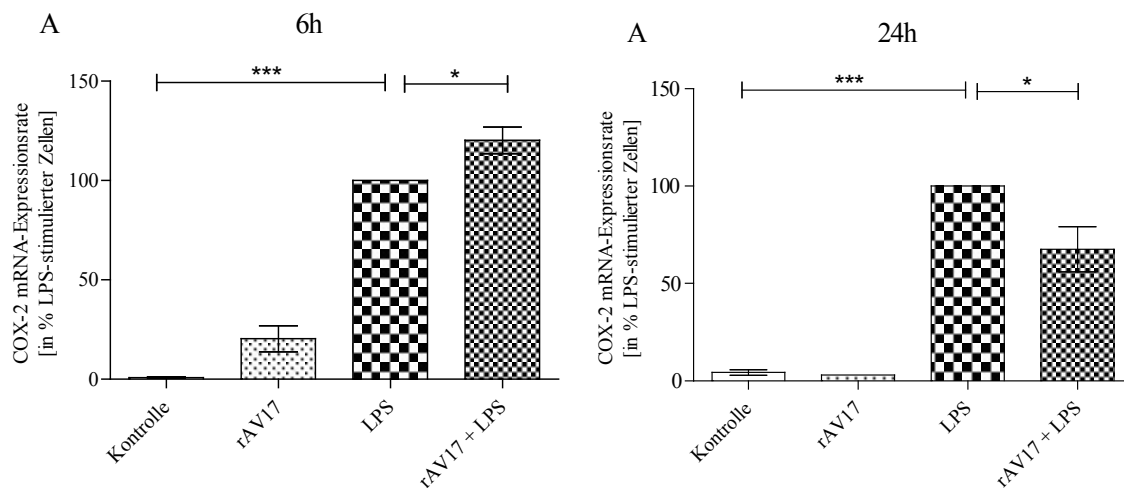 A
6h
***
*
150
100
50
0
COX-2 mRNA-Expressionsrate
[in % LPS-stimulierter Zellen]
Kontrolle
rAV17
LPS
rAV17 + LPS
A
24h
***
*
150
100
50
0
COX-2 mRNA-Expressionsrate
[in % LPS-stimulierter Zellen]
Kontrolle
rAV17
LPS
rAV17 + LPS